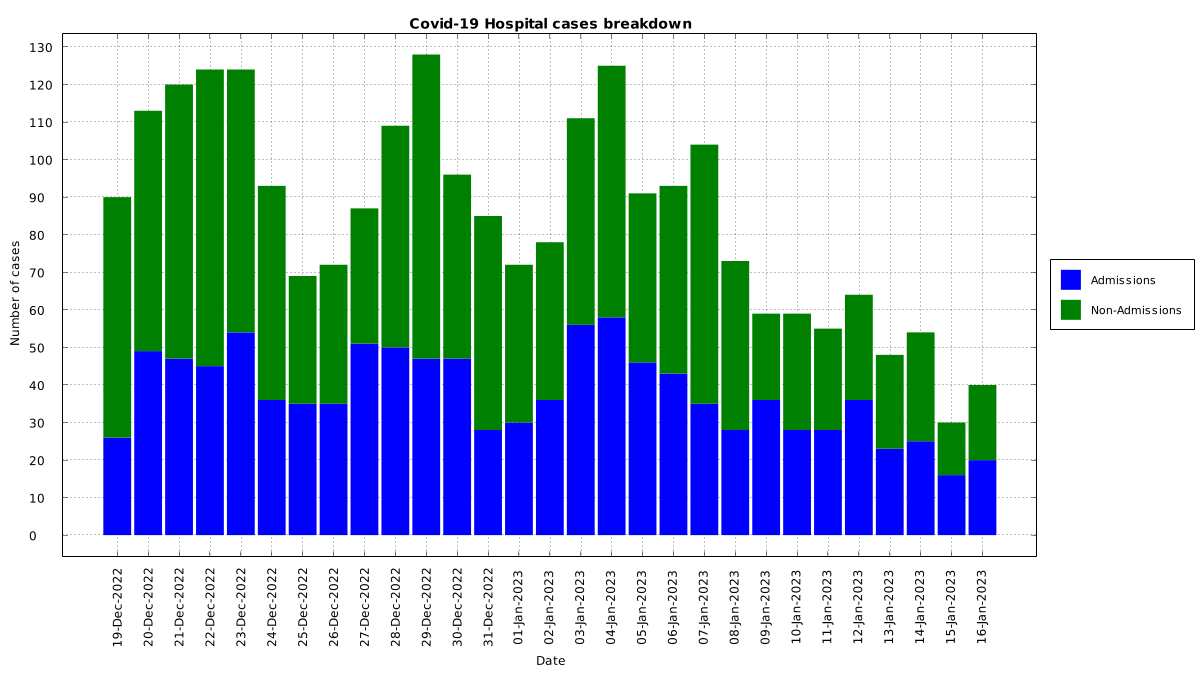 Covid-19 Hospital cases breakdown
130
120
110
100
90
80
70
60
50
40
30
20
10
0
Number of cases
19-Dec-2022
20-Dec-2022
21-Dec-2022
22-Dec-2022
23-Dec-2022
24-Dec-2022
25-Dec-2022
26-Dec-2022
27-Dec-2022
28-Dec-2022
29-Dec-2022
30-Dec-2022
31-Dec-2022
01-Jan-2023
02-Jan-2023
03-Jan-2023
04-Jan-2023
05-Jan-2023
06-Jan-2023
07-Jan-2023
08-Jan-2023
09-Jan-2023
10-Jan-2023
11-Jan-2023
12-Jan-2023
13-Jan-2023
14-Jan-2023
15-Jan-2023
16-Jan-2023
Date
Admissions
Non-Admissions